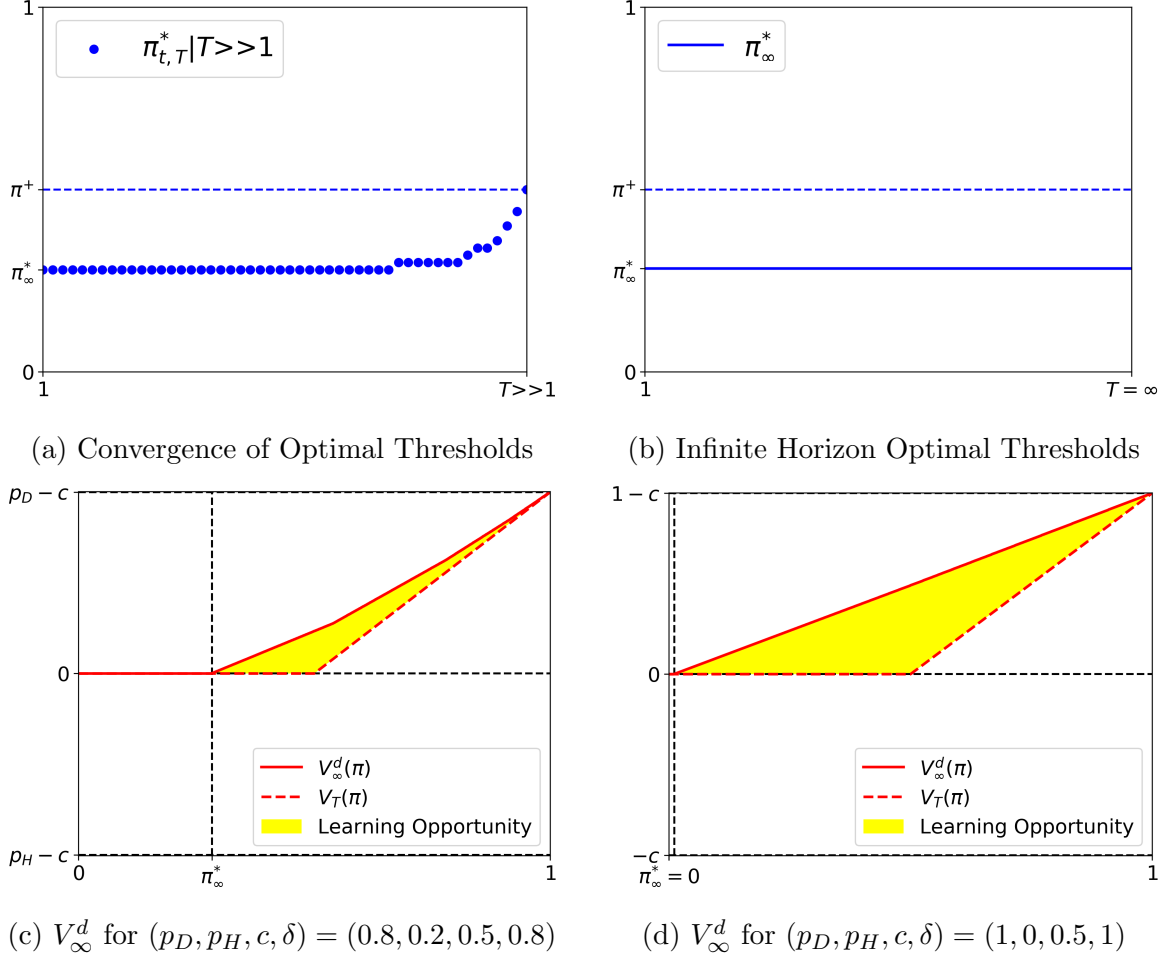 1
π*_{t,T}|T>>1
π⁺
π*_∞
0
1
T>>1
(a) Convergence of Optimal Thresholds
1
π*_∞
π⁺
π*_∞
0
1
T = ∞
(b) Infinite Horizon Optimal Thresholds
p_D − c
0
p_H − c
V^d_∞(π)
V_T(π)
Learning Opportunity
0
π*_∞
1
(c) V^d_∞ for (p_D, p_H, c, δ) = (0.8, 0.2, 0.5, 0.8)
1 − c
0
−c
V^d_∞(π)
V_T(π)
Learning Opportunity
π*_∞ = 0
1
(d) V^d_∞ for (p_D, p_H, c, δ) = (1, 0, 0.5, 1)